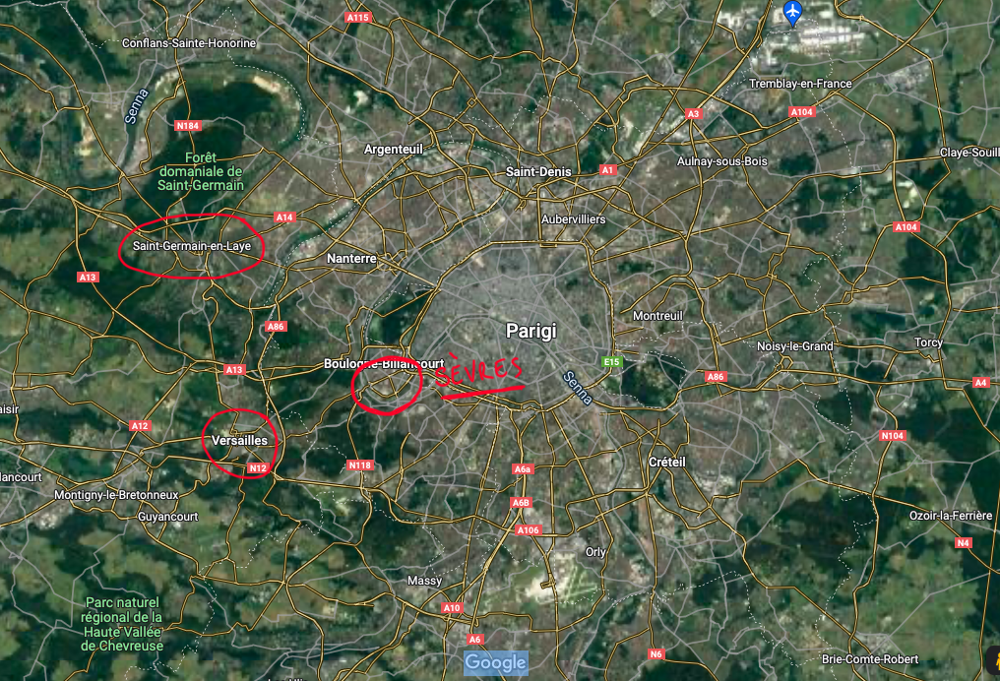 A115
Conflans-Sainte-Honorine
Senna
Tremblay-en-France
N184
A3
A104
Argenteuil
Forêt
domaniale de
Saint-Germain
Saint-Denis
A1
Aulnay-sous-Bois
Claye-Souill
A14
Aubervilliers
A104
Saint-Germain-en-Laye
Nanterre
A13
A86
Montreuil
Parigi
Noisy-le-Grand
Torcy
Boulogne-Billancourt
E15
A13
SÈVRES
Senna
A86
A4
aisir
A12
Versailles
N104
N12
N118
A6a
Créteil
lancourt
Montigny-le-Bretonneux
A6B
Guyancourt
A106
Ozoir-la-Ferrière
N4
Orly
Massy
Parc naturel
régional de la
Haute Vallée
de Chevreuse
A10
A6
N6
Google
Brie-Comte-Robert